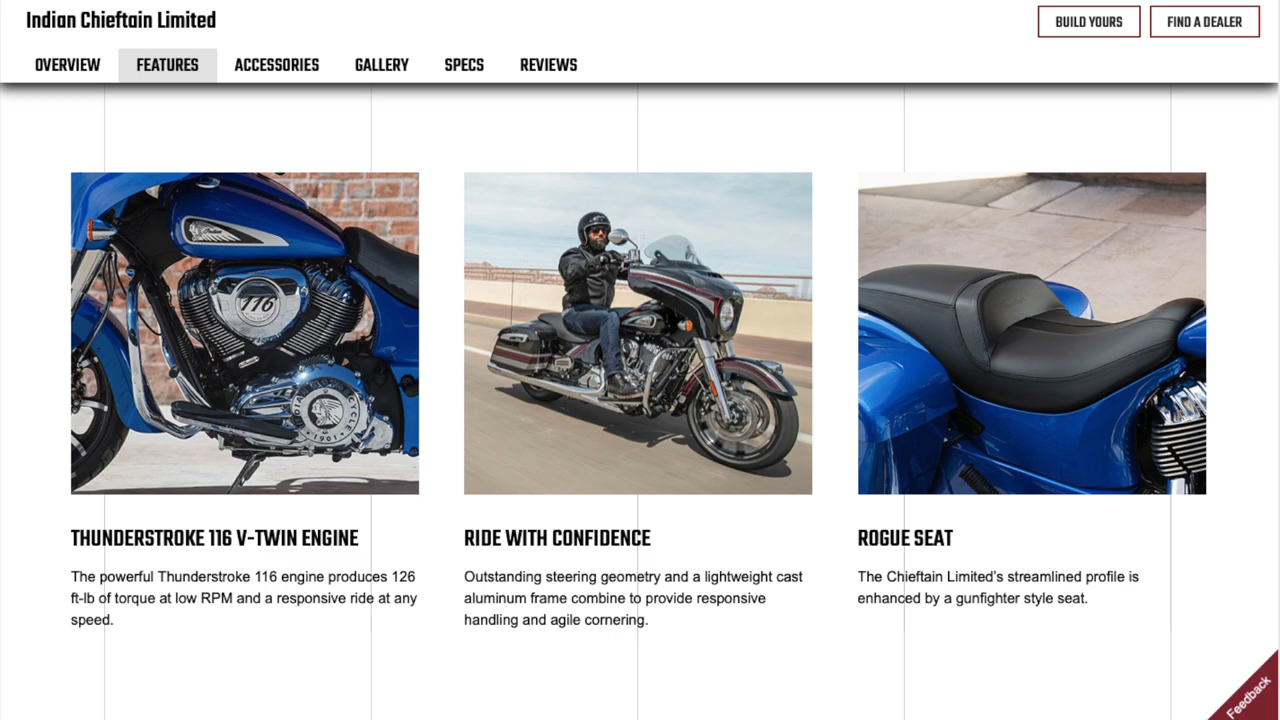 Indian Chieftain Limited
BUILD YOURS
FIND A DEALER
OVERVIEW
FEATURES
ACCESSORIES
GALLERY
SPECS
REVIEWS
Indian
116
THUNDERSTROKE 116 V-TWIN ENGINE
The powerful Thunderstroke 116 engine produces 126
ft-lb of torque at low RPM and a responsive ride at any
speed.
RIDE WITH CONFIDENCE
Outstanding steering geometry and a lightweight cast
aluminum frame combine to provide responsive
handling and agile cornering.
ROGUE SEAT
The Chieftain Limited's streamlined profile is
enhanced by a gunfighter style seat.
Feedback